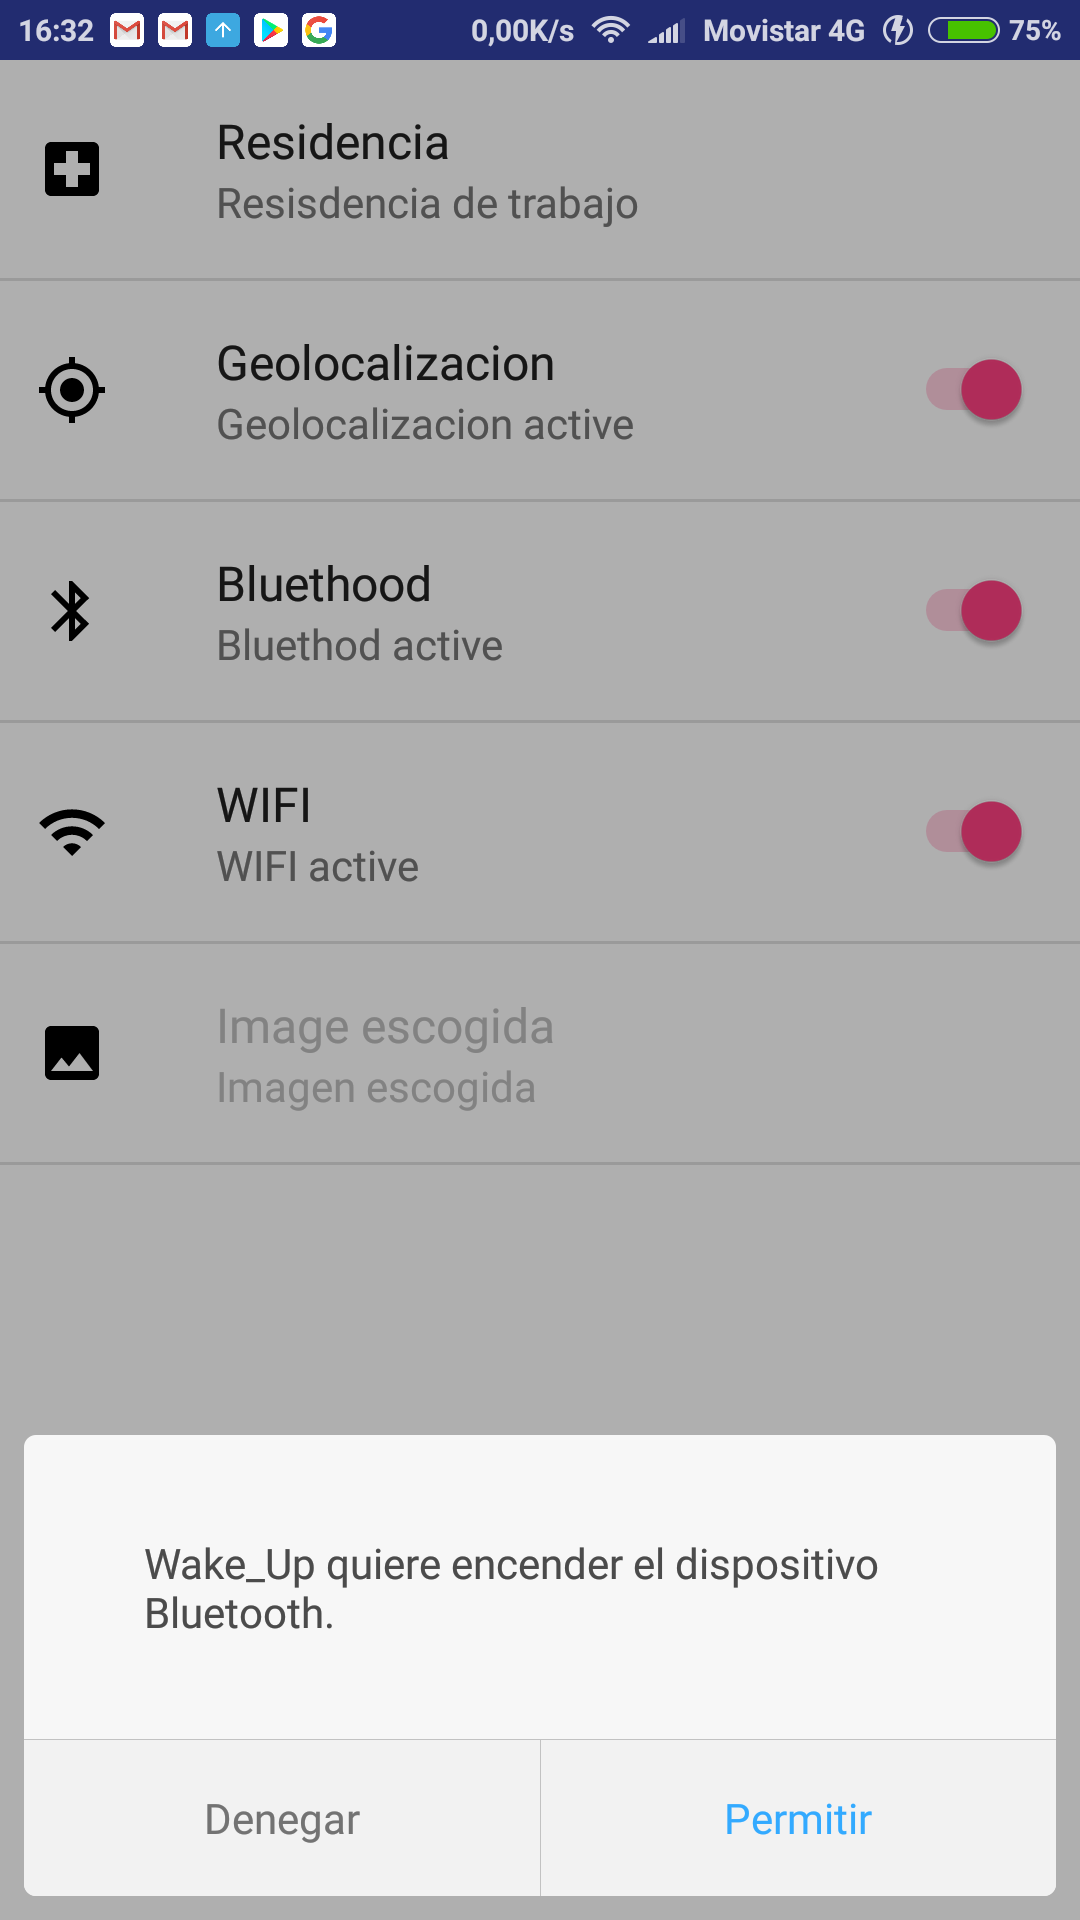 16:32 0,00K/s Movistar 4G 75%
Residencia
Resisdencia de trabajo
Geolocalizacion
Geolocalizacion active
Bluethood
Bluethod active
WIFI
WIFI active
Image escogida
Imagen escogida
Wake_Up quiere encender el dispositivo
Bluetooth.
Denegar Permitir